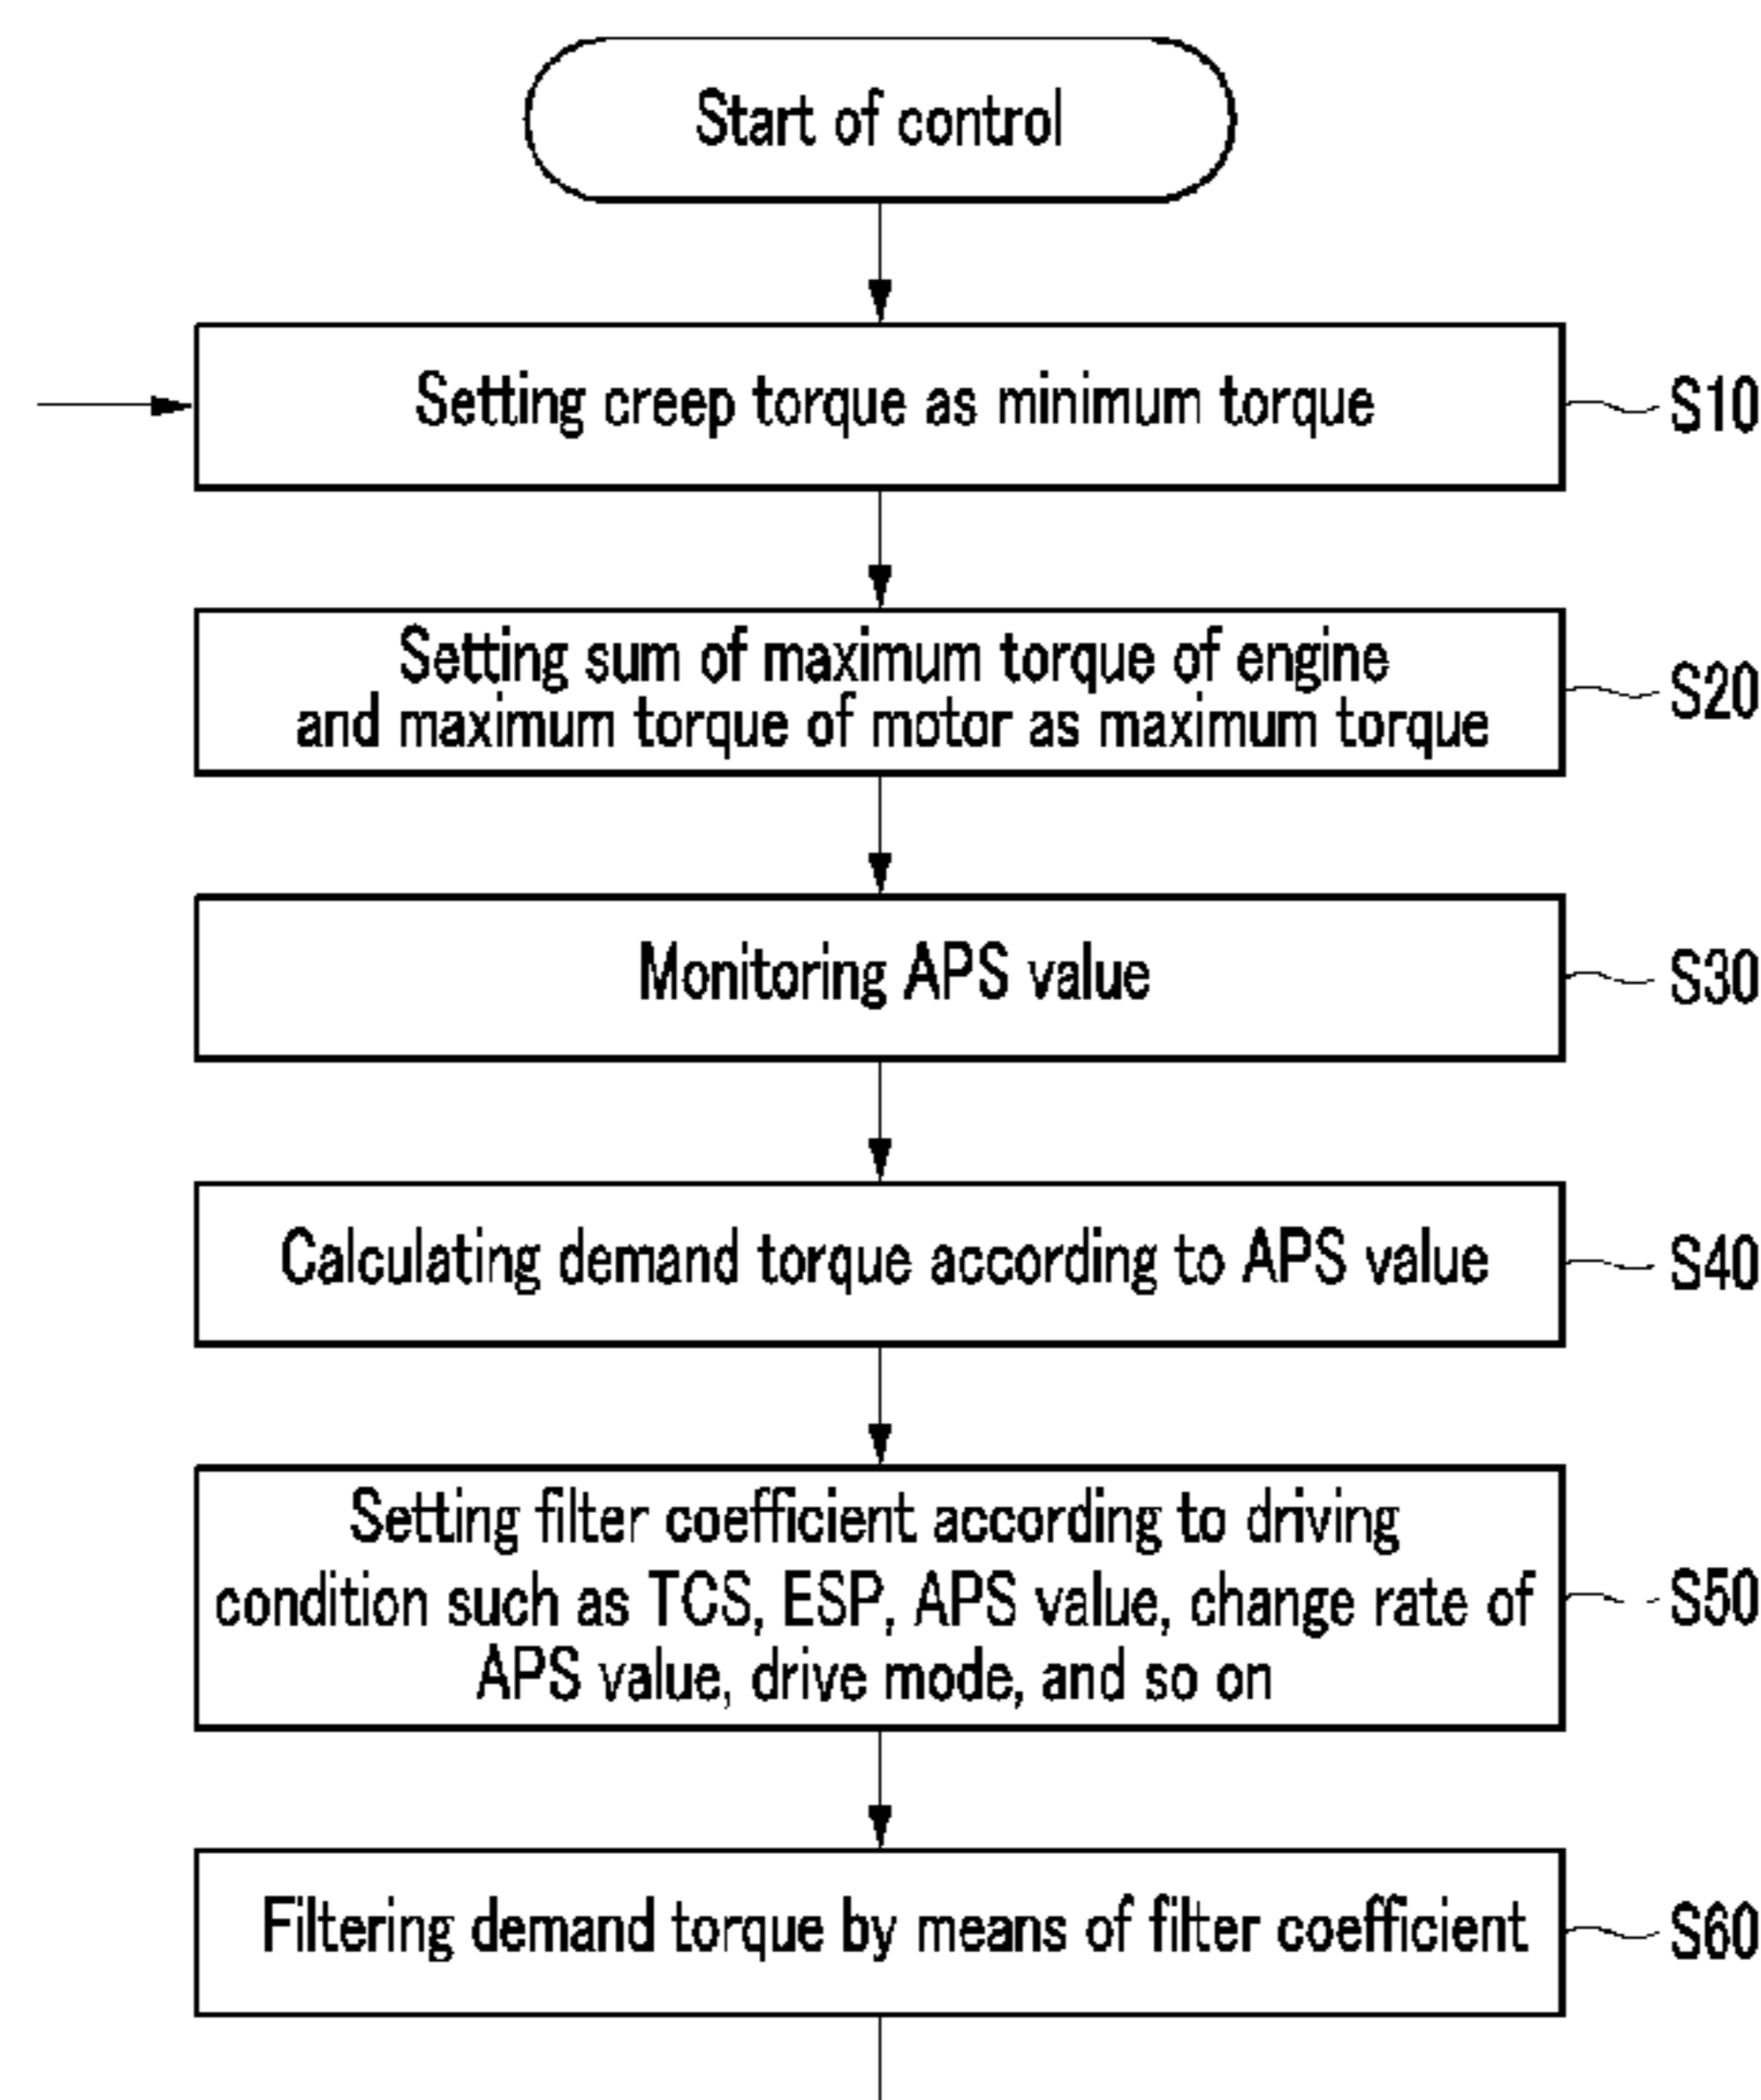 Start of control
Setting creep torque as minimum torque
S10
Setting sum of maximum torque of engine
and maximum torque of motor as maximum torque
S20
Monitoring APS value
S30
Calculating demand torque according to APS value
S40
Setting filter coefficient according to driving
condition such as TCS, ESP, APS value, change rate of
APS value, drive mode, and so on
S50
Filtering demand torque by means of filter coefficient
S60